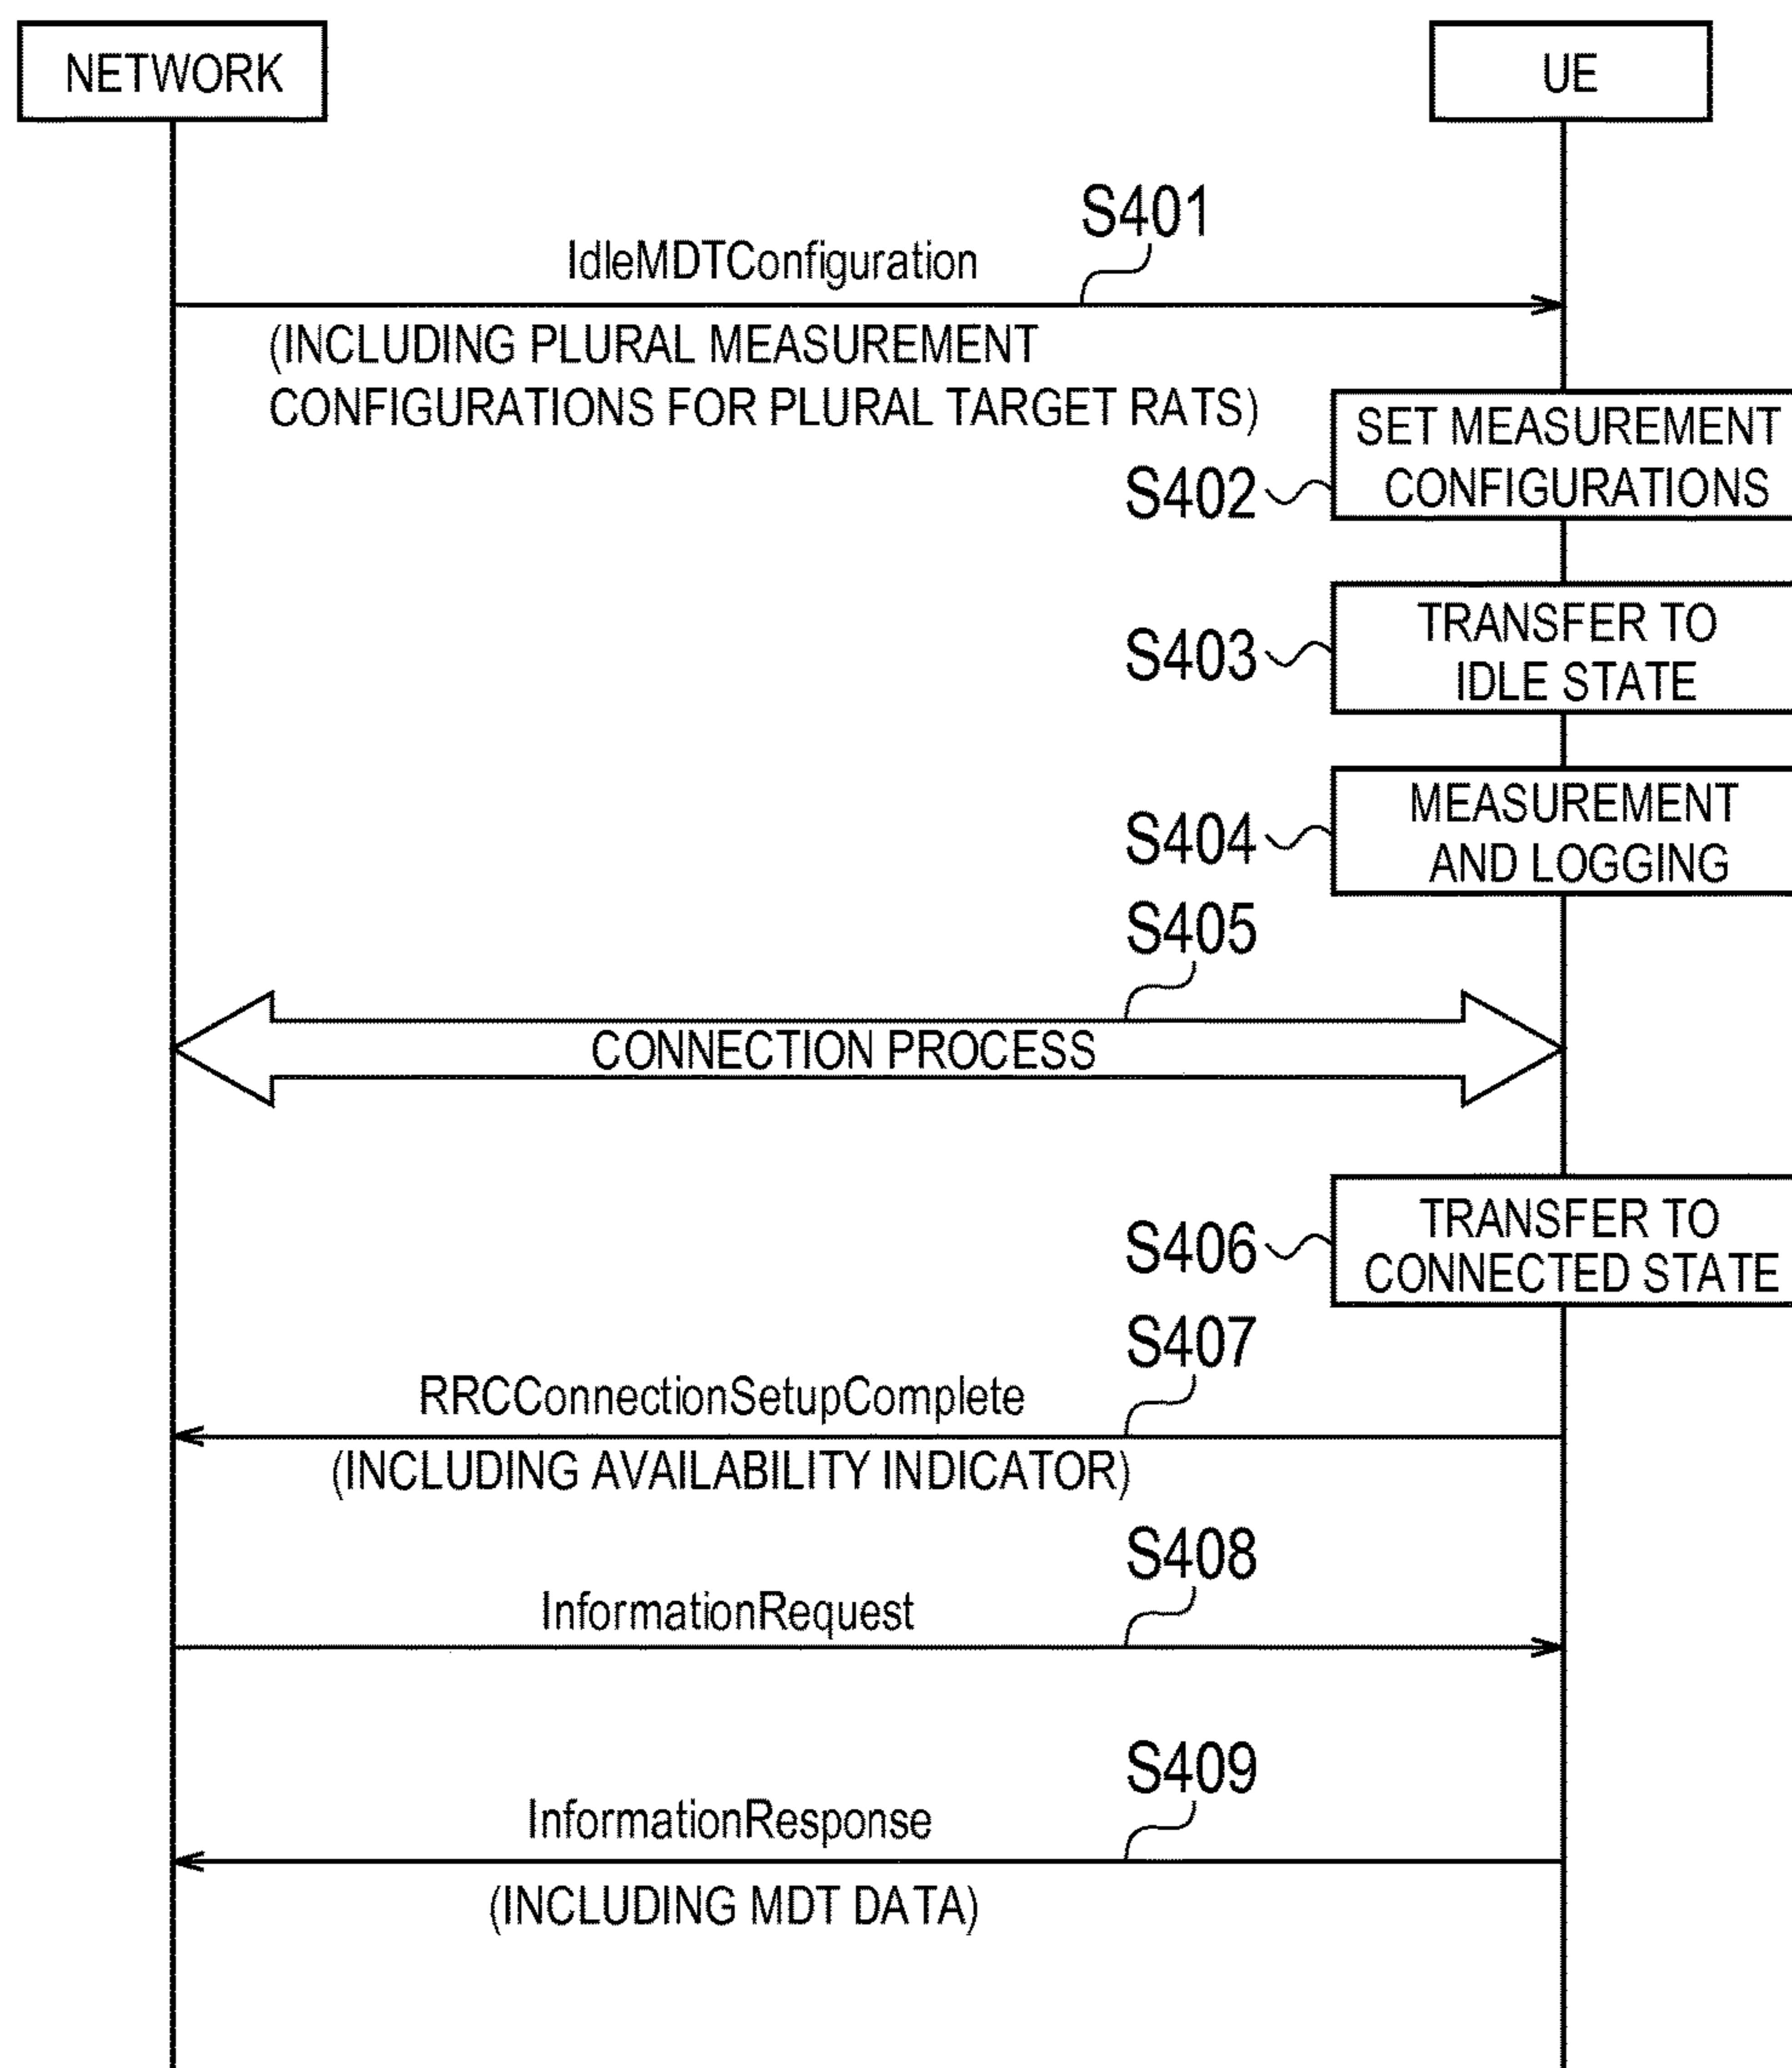 NETWORK
UE
S401
IdleMDTConfiguration
(INCLUDING PLURAL MEASUREMENT
CONFIGURATIONS FOR PLURAL TARGET RATS)
SET MEASUREMENT
CONFIGURATIONS
S402
TRANSFER TO
IDLE STATE
S403
MEASUREMENT
AND LOGGING
S404
S405
CONNECTION PROCESS
TRANSFER TO
CONNECTED STATE
S406
S407
RRCConnectionSetupComplete
(INCLUDING AVAILABILITY INDICATOR)
S408
InformationRequest
S409
InformationResponse
(INCLUDING MDT DATA)